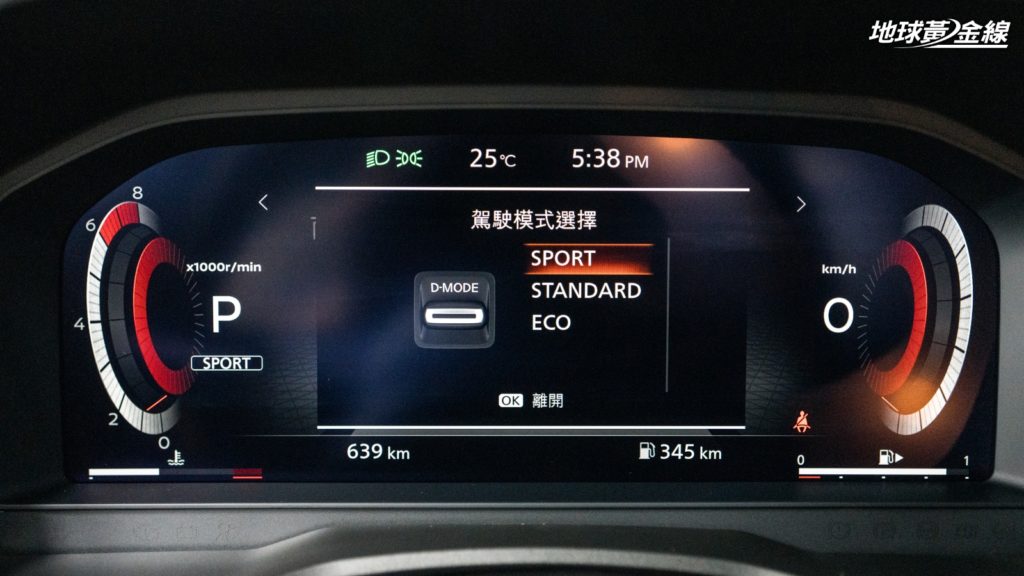 地球黃金線
25℃
5:38 PM
駕駛模式選擇
SPORT
STANDARD
ECO
D-MODE
OK 離開
8
6
4
2
0
x1000r/min
P
SPORT
km/h
0
639 km
345 km
0
1